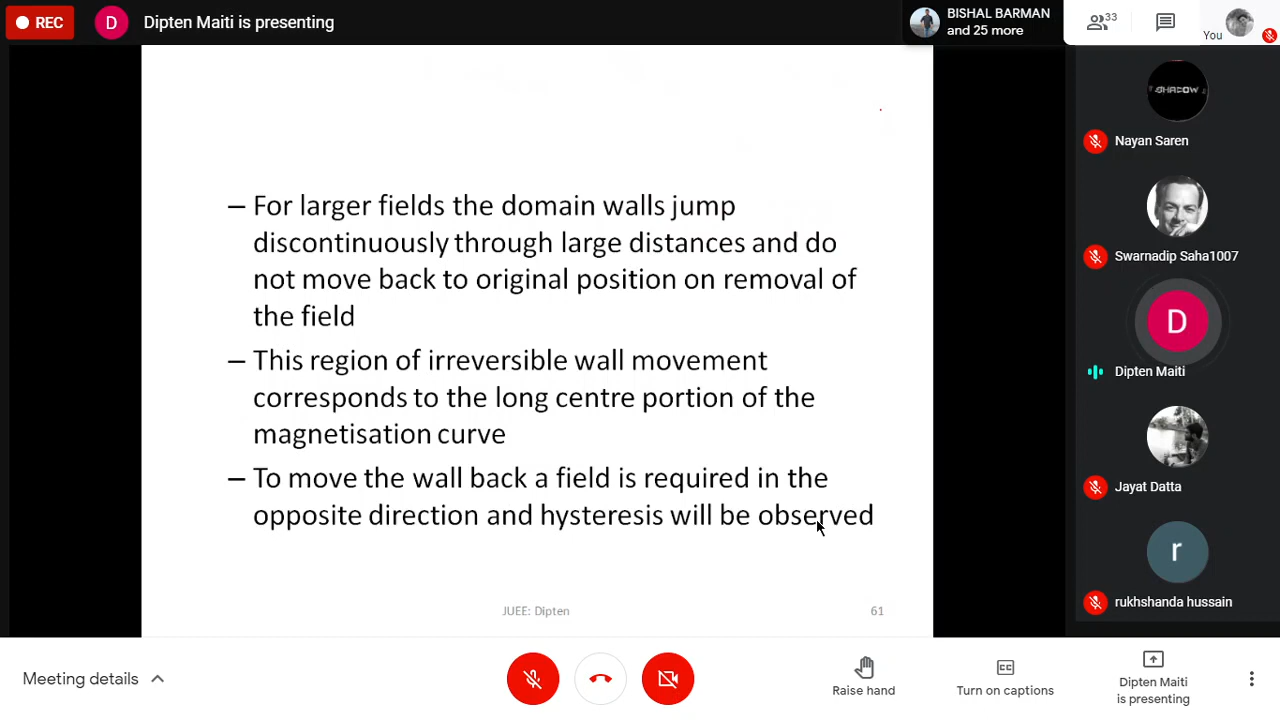 REC
D
Dipten Maiti is presenting
BISHAL BARMAN
and 25 more
33
You
– For larger fields the domain walls jump
discontinuously through large distances and do
not move back to original position on removal of
the field
– This region of irreversible wall movement
corresponds to the long centre portion of the
magnetisation curve
– To move the wall back a field is required in the
opposite direction and hysteresis will be observed
JUEE: Dipten
61
SHADOW
Nayan Saren
Swarnadip Saha1007
D
Dipten Maiti
Jayat Datta
r
rukhshanda hussain
Meeting details
Raise hand
CC
Turn on captions
Dipten Maiti
is presenting